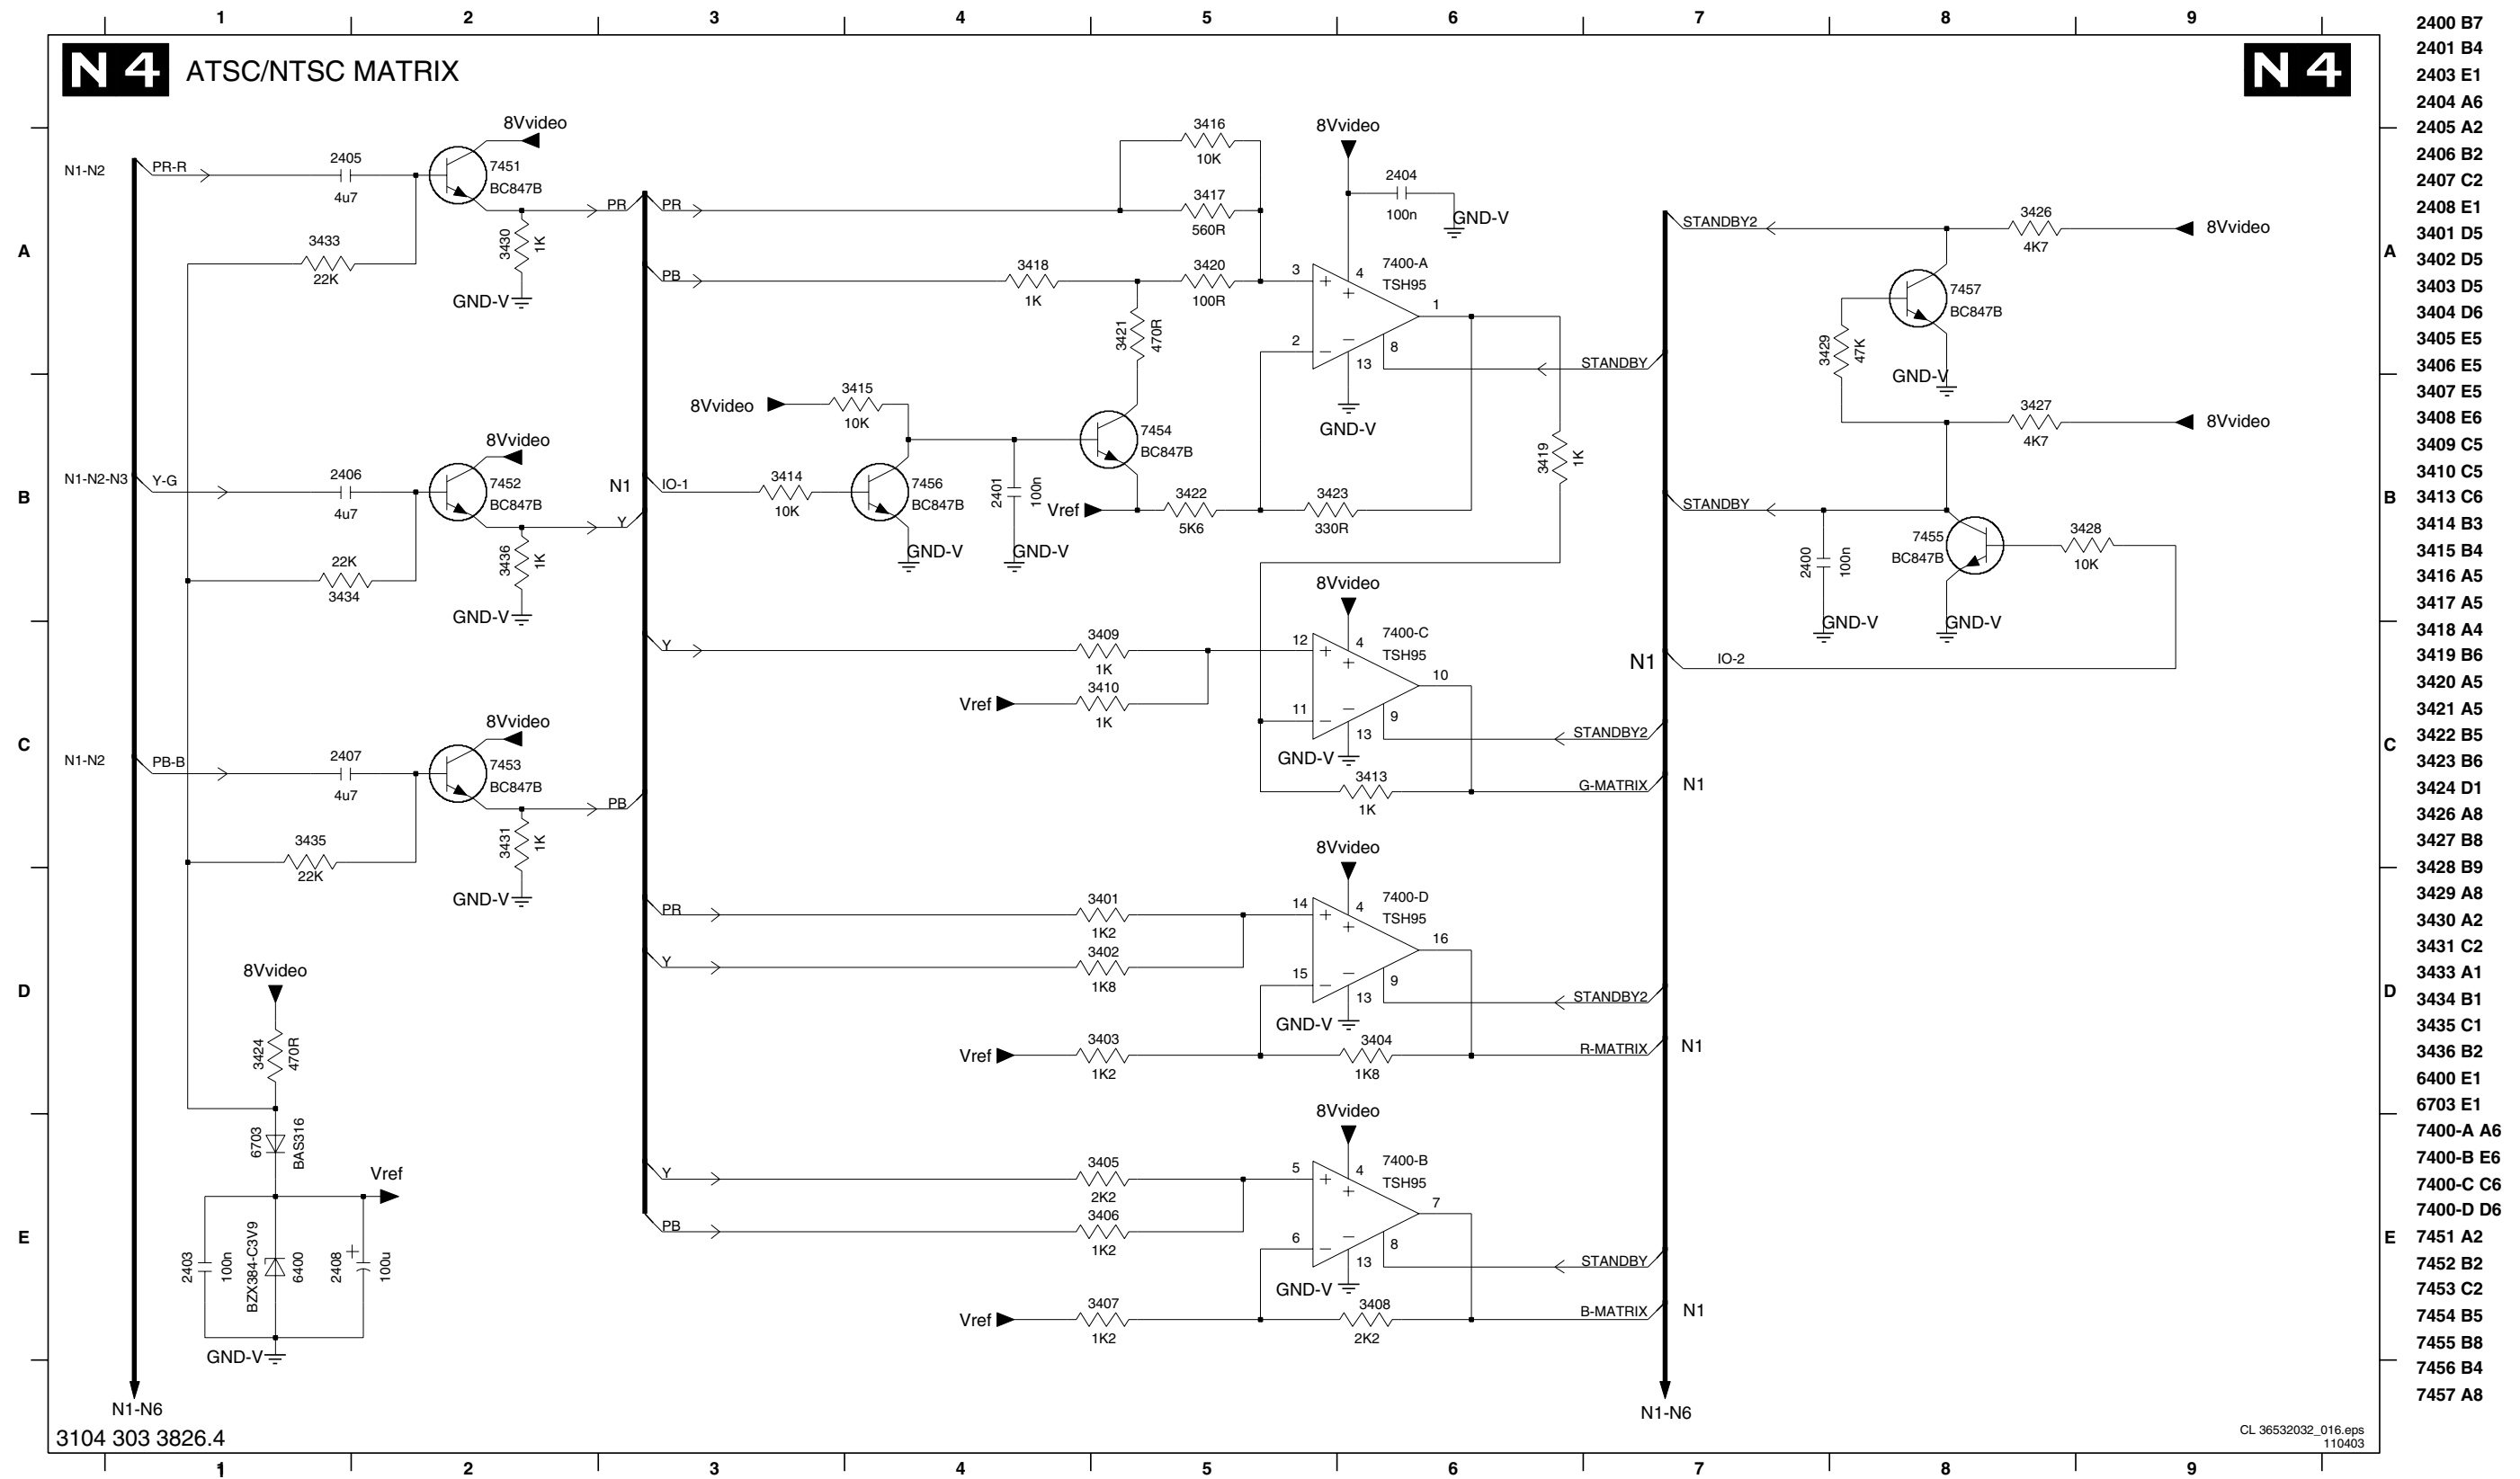 1 2 3 4 5 6 7 8 9
N 4 ATSC/NTSC MATRIX N 4
A
B
C
D
E
A
B
C
D
E
N1-N2
PR-R
2405
4u7
8Vvideo
7451
BC847B
PR
3433
22K
3430
1K
GND-V
N1-N2-N3
Y-G
2406
4u7
8Vvideo
7452
BC847B
Y
22K
3434
3436
1K
GND-V
N1-N2
PB-B
2407
4u7
8Vvideo
7453
BC847B
PB
3435
22K
3431
1K
GND-V
8Vvideo
3424
470R
6703
BAS316
Vref
2403
100n
BZX384-C3V9
6400
2408
100u
GND-V
N1-N6
3104 303 3826.4
PR
3416
10K
3417
560R
PB
3418
1K
3420
100R
3421
470R
8Vvideo
2404
100n
GND-V
3
2
4
7400-A
TSH95
1
8
13
GND-V
STANDBY
8Vvideo
3415
10K
7454
BC847B
N1
IO-1
3414
10K
7456
BC847B
GND-V
2401
100n
GND-V
Vref
3422
5K6
3423
330R
3419
1K
Y
3409
1K
Vref
3410
1K
8Vvideo
12
11
4
7400-C
TSH95
10
9
13
GND-V
STANDBY2
3413
1K
G-MATRIX
N1
PR
3401
1K2
Y
3402
1K8
8Vvideo
14
15
4
7400-D
TSH95
16
9
13
GND-V
STANDBY2
Vref
3403
1K2
3404
1K8
R-MATRIX
N1
Y
3405
2K2
PB
3406
1K2
8Vvideo
5
6
4
7400-B
TSH95
7
8
13
GND-V
STANDBY
Vref
3407
1K2
3408
2K2
B-MATRIX
N1
STANDBY2
3426
4K7
8Vvideo
7457
BC847B
3429
47K
GND-V
3427
4K7
8Vvideo
STANDBY
7455
BC847B
3428
10K
2400
100n
GND-V
GND-V
N1
IO-2
N1-N6
CL 36532032_016.eps
110403
1 2 3 4 5 6 7 8 9
2400 B7
2401 B4
2403 E1
2404 A6
2405 A2
2406 B2
2407 C2
2408 E1
3401 D5
3402 D5
3403 D5
3404 D6
3405 E5
3406 E5
3407 E5
3408 E6
3409 C5
3410 C5
3413 C6
3414 B3
3415 B4
3416 A5
3417 A5
3418 A4
3419 B6
3420 A5
3421 A5
3422 B5
3423 B6
3424 D1
3426 A8
3427 B8
3428 B9
3429 A8
3430 A2
3431 C2
3433 A1
3434 B1
3435 C1
3436 B2
6400 E1
6703 E1
7400-A A6
7400-B E6
7400-C C6
7400-D D6
7451 A2
7452 B2
7453 C2
7454 B5
7455 B8
7456 B4
7457 A8